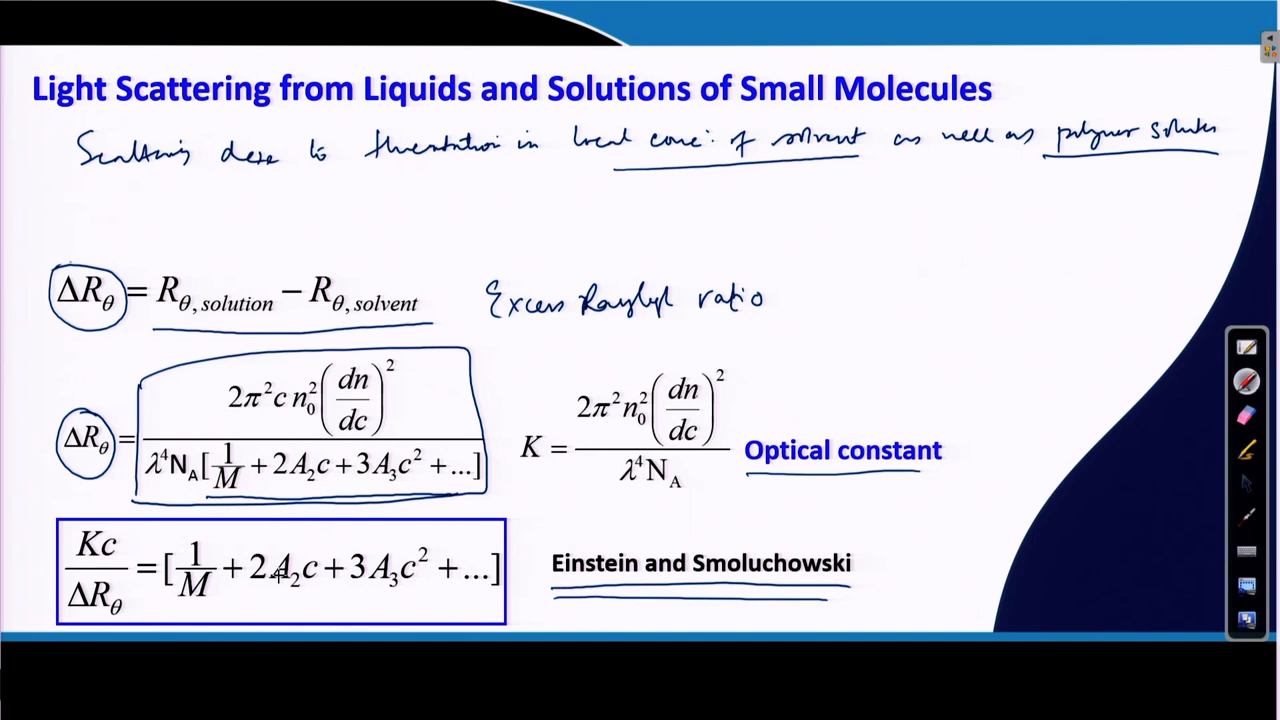 Light Scattering from Liquids and Solutions of Small Molecules
Scattering due to fluctuation in local conc: of solvent as well as polymer solutes
ΔR_θ = R_θ,solution − R_θ,solvent Excess Rayleigh ratio
ΔR_θ = 2π²c n₀² (dn/dc)² / λ⁴N_A[1/M + 2A₂c + 3A₃c² + ...] K = 2π²n₀² (dn/dc)² / λ⁴N_A Optical constant
Kc/ΔR_θ = [1/M + 2A₂c + 3A₃c² + ...] Einstein and Smoluchowski